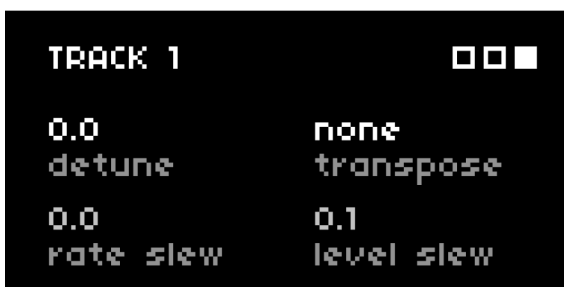 TRACK 1
0.0 none
detune transpose
0.0 0.1
rate slew level slew